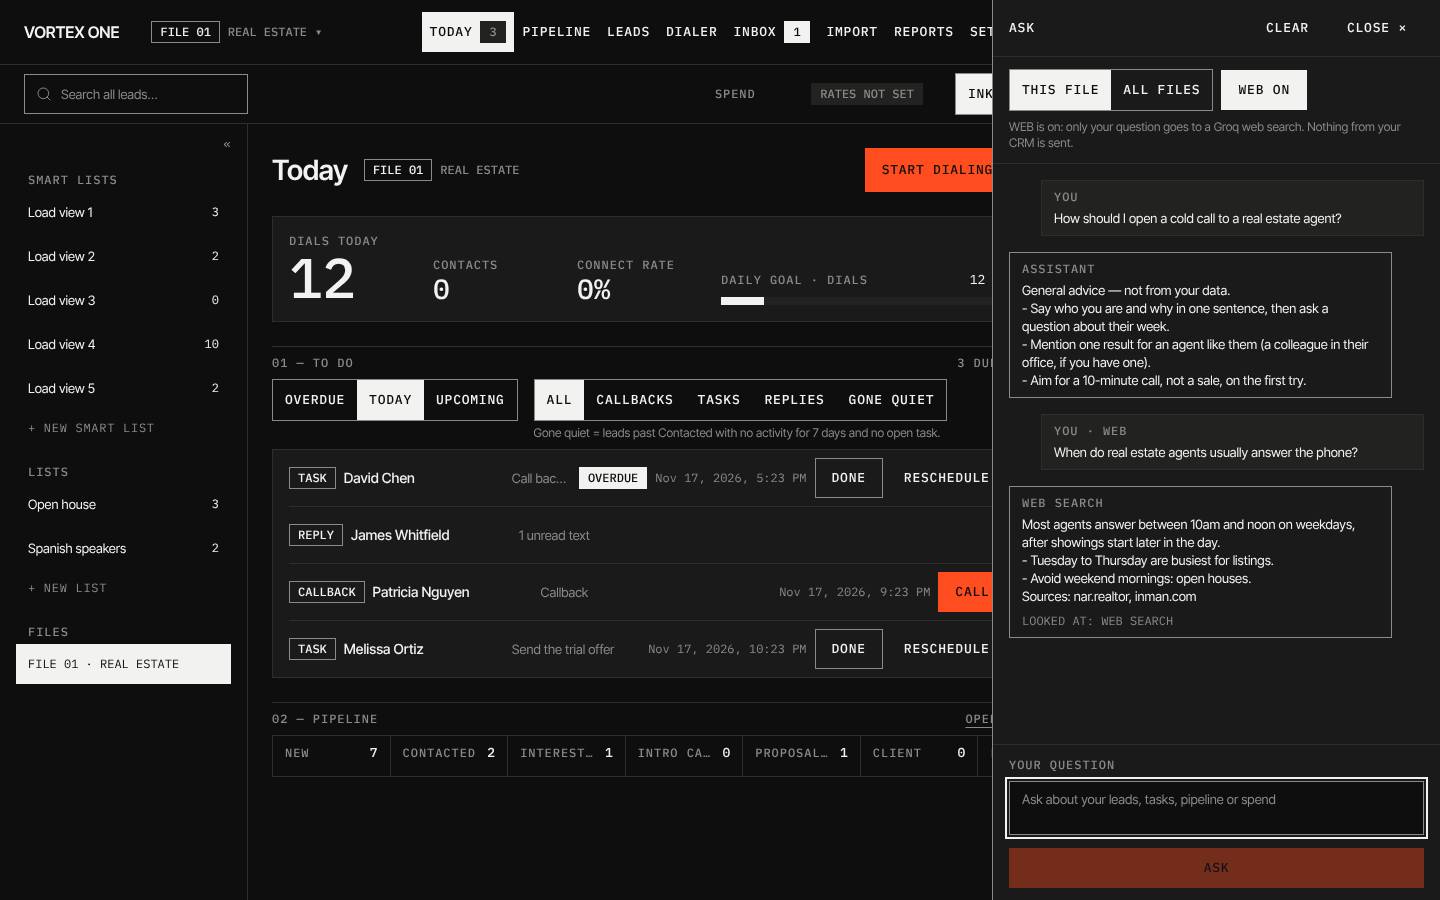 VORTEX ONE
FILE 01 REAL ESTATE ▾
TODAY 3
PIPELINE
LEADS
DIALER
INBOX 1
IMPORT
REPORTS
Search all leads…
SPEND
RATES NOT SET
INK
«
SMART LISTS
Load view 1 3
Load view 2 2
Load view 3 0
Load view 4 10
Load view 5 2
+ NEW SMART LIST
LISTS
Open house 3
Spanish speakers 2
+ NEW LIST
FILES
FILE 01 · REAL ESTATE
Today FILE 01 REAL ESTATE
START DIALING
DIALS TODAY
12
CONTACTS
0
CONNECT RATE
0%
DAILY GOAL · DIALS 12
01 — TO DO
OVERDUE TODAY UPCOMING
ALL CALLBACKS TASKS REPLIES GONE QUIET
Gone quiet = leads past Contacted with no activity for 7 days and no open task.
TASK David Chen Call bac… OVERDUE Nov 17, 2026, 5:23 PM DONE RESCHEDULE
REPLY James Whitfield 1 unread text
CALLBACK Patricia Nguyen Callback Nov 17, 2026, 9:23 PM CALL
TASK Melissa Ortiz Send the trial offer Nov 17, 2026, 10:23 PM DONE RESCHEDULE
02 — PIPELINE
NEW 7
CONTACTED 2
INTEREST… 1
INTRO CA… 0
PROPOSAL… 1
CLIENT 0
ASK
CLEAR
CLOSE ×
THIS FILE ALL FILES WEB ON
WEB is on: only your question goes to a Groq web search. Nothing from your
CRM is sent.
YOU
How should I open a cold call to a real estate agent?
ASSISTANT
General advice — not from your data.
- Say who you are and why in one sentence, then ask a
question about their week.
- Mention one result for an agent like them (a colleague in their
office, if you have one).
- Aim for a 10-minute call, not a sale, on the first try.
YOU · WEB
When do real estate agents usually answer the phone?
WEB SEARCH
Most agents answer between 10am and noon on weekdays,
after showings start later in the day.
- Tuesday to Thursday are busiest for listings.
- Avoid weekend mornings: open houses.
Sources: nar.realtor, inman.com
LOOKED AT: WEB SEARCH
YOUR QUESTION
Ask about your leads, tasks, pipeline or spend
ASK